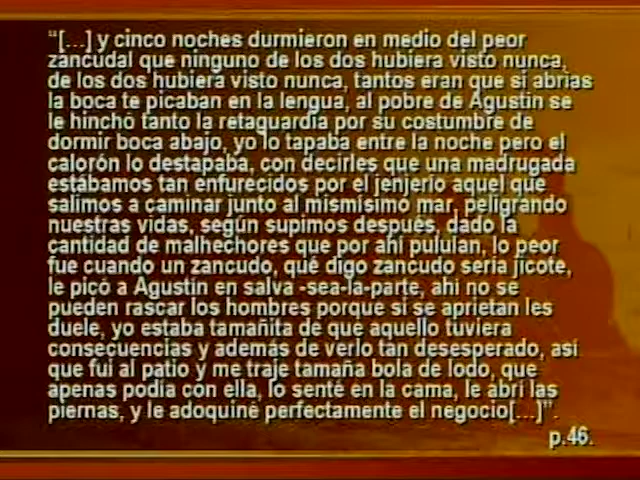 “[...] y cinco noches durmieron en medio del peor
zancudal que ninguno de los dos hubiera visto nunca,
de los dos hubiera visto nunca, tantos eran que si abrías
la boca te picaban en la lengua, al pobre de Agustín se
le hinchó tanto la retaguardia por su costumbre de
dormir boca abajo, yo lo tapaba entre la noche pero el
calorón lo destapaba, con decirles que una madrugada
estábamos tan enfurecidos por el jenjerío aquel que
salimos a caminar junto al mismísimo mar, peligrando
nuestras vidas, según supimos después, dado la
cantidad de malhechores que por ahí pululan, lo peor
fue cuando un zancudo, qué digo zancudo sería jicote,
le picó a Agustín en salva -sea-la-parte, ahí no se
pueden rascar los hombres porque si se aprietan les
duele, yo estaba tamañita de que aquello tuviera
consecuencias y además de verlo tan desesperado, así
que fui al patio y me traje tamaña bola de lodo, que
apenas podía con ella, lo senté en la cama, le abrí las
piernas, y le adoquiné perfectamente el negocio[...]”.
p.46.